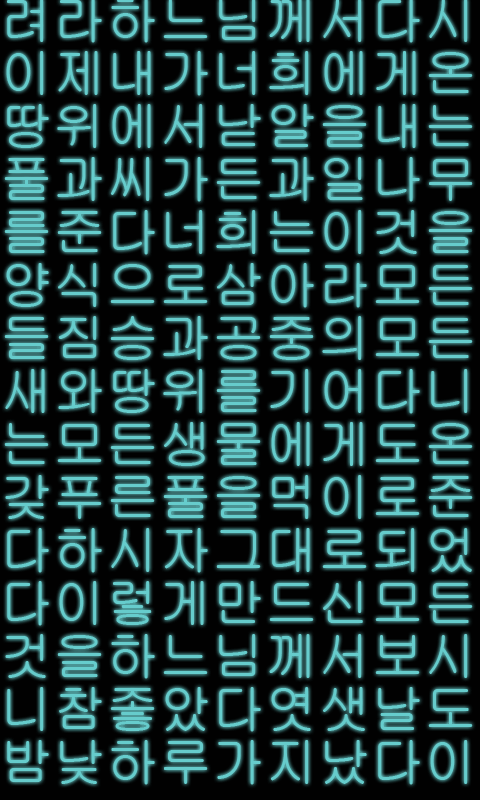 려라하느님께서다시
이제내가너희에게온
땅위에서낟알을내는
풀과씨가든과일나무
를준다너희는이것을
양식으로삼아라모든
들짐승과공중의모든
새와땅위를기어다니
는모든생물에게도온
갖푸른풀을먹이로준
다하시자그대로되었
다이렇게만드신모든
것을하느님께서보시
니참좋았다엿샛날도
밤낮하루가지났다이